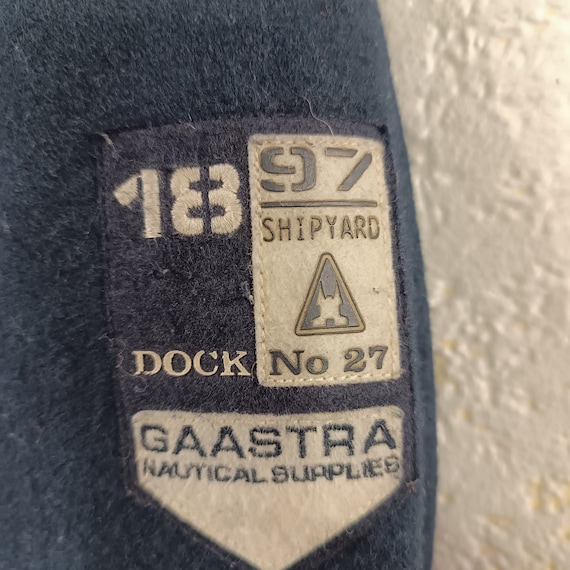 1897
SHIPYARD
DOCK No 27
GAASTRA
NAUTICAL SUPPLIES